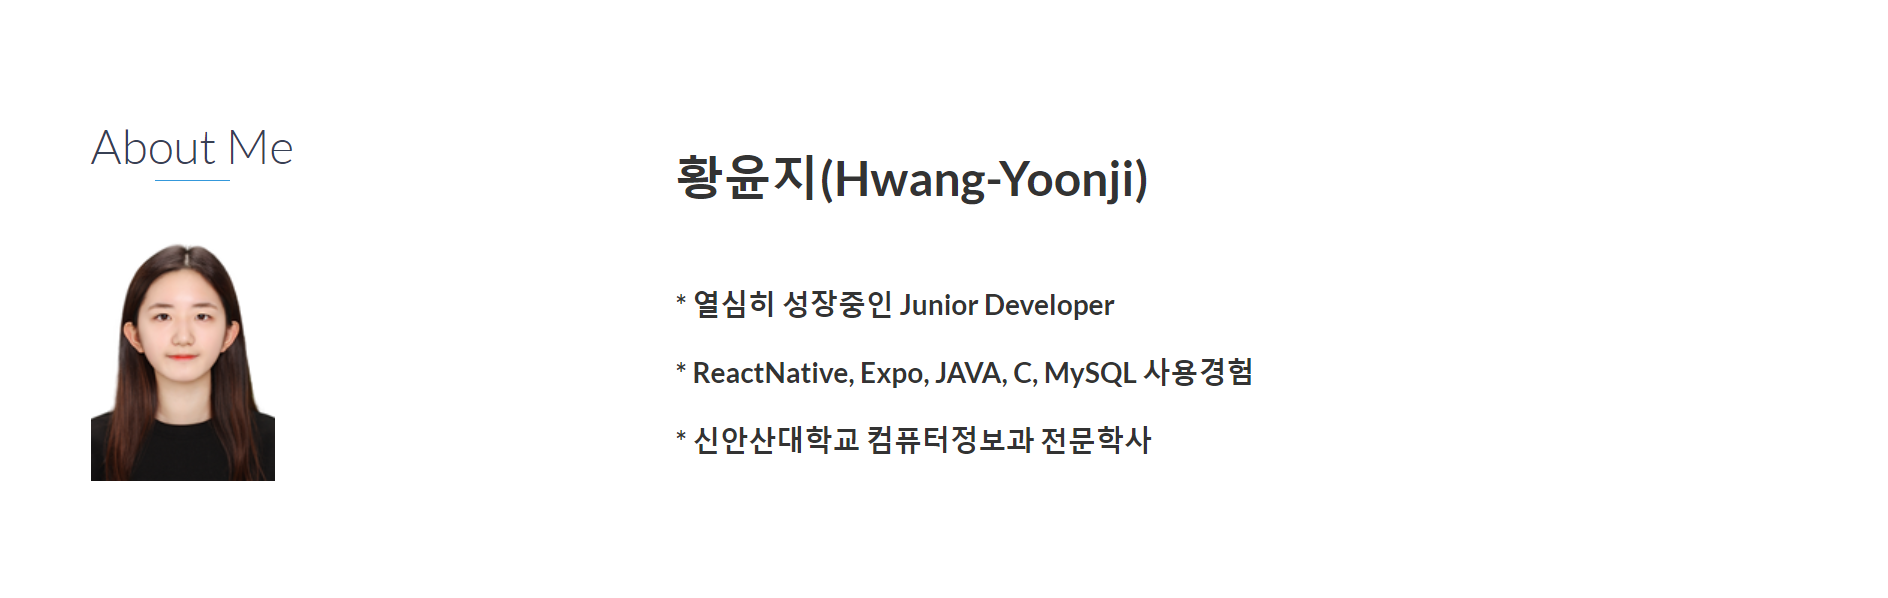 About Me
황윤지(Hwang-Yoonji)
* 열심히 성장중인 Junior Developer
* ReactNative, Expo, JAVA, C, MySQL 사용경험
* 신안산대학교 컴퓨터정보과 전문학사